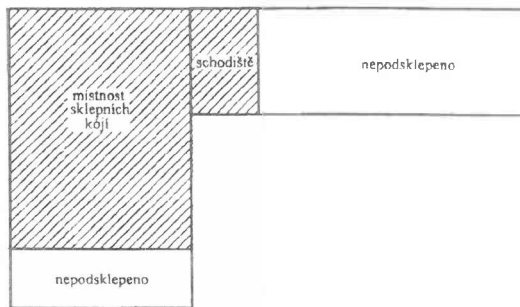 schodiště
nepodsklepeno
místnost
sklepních
kójí
nepodsklepeno